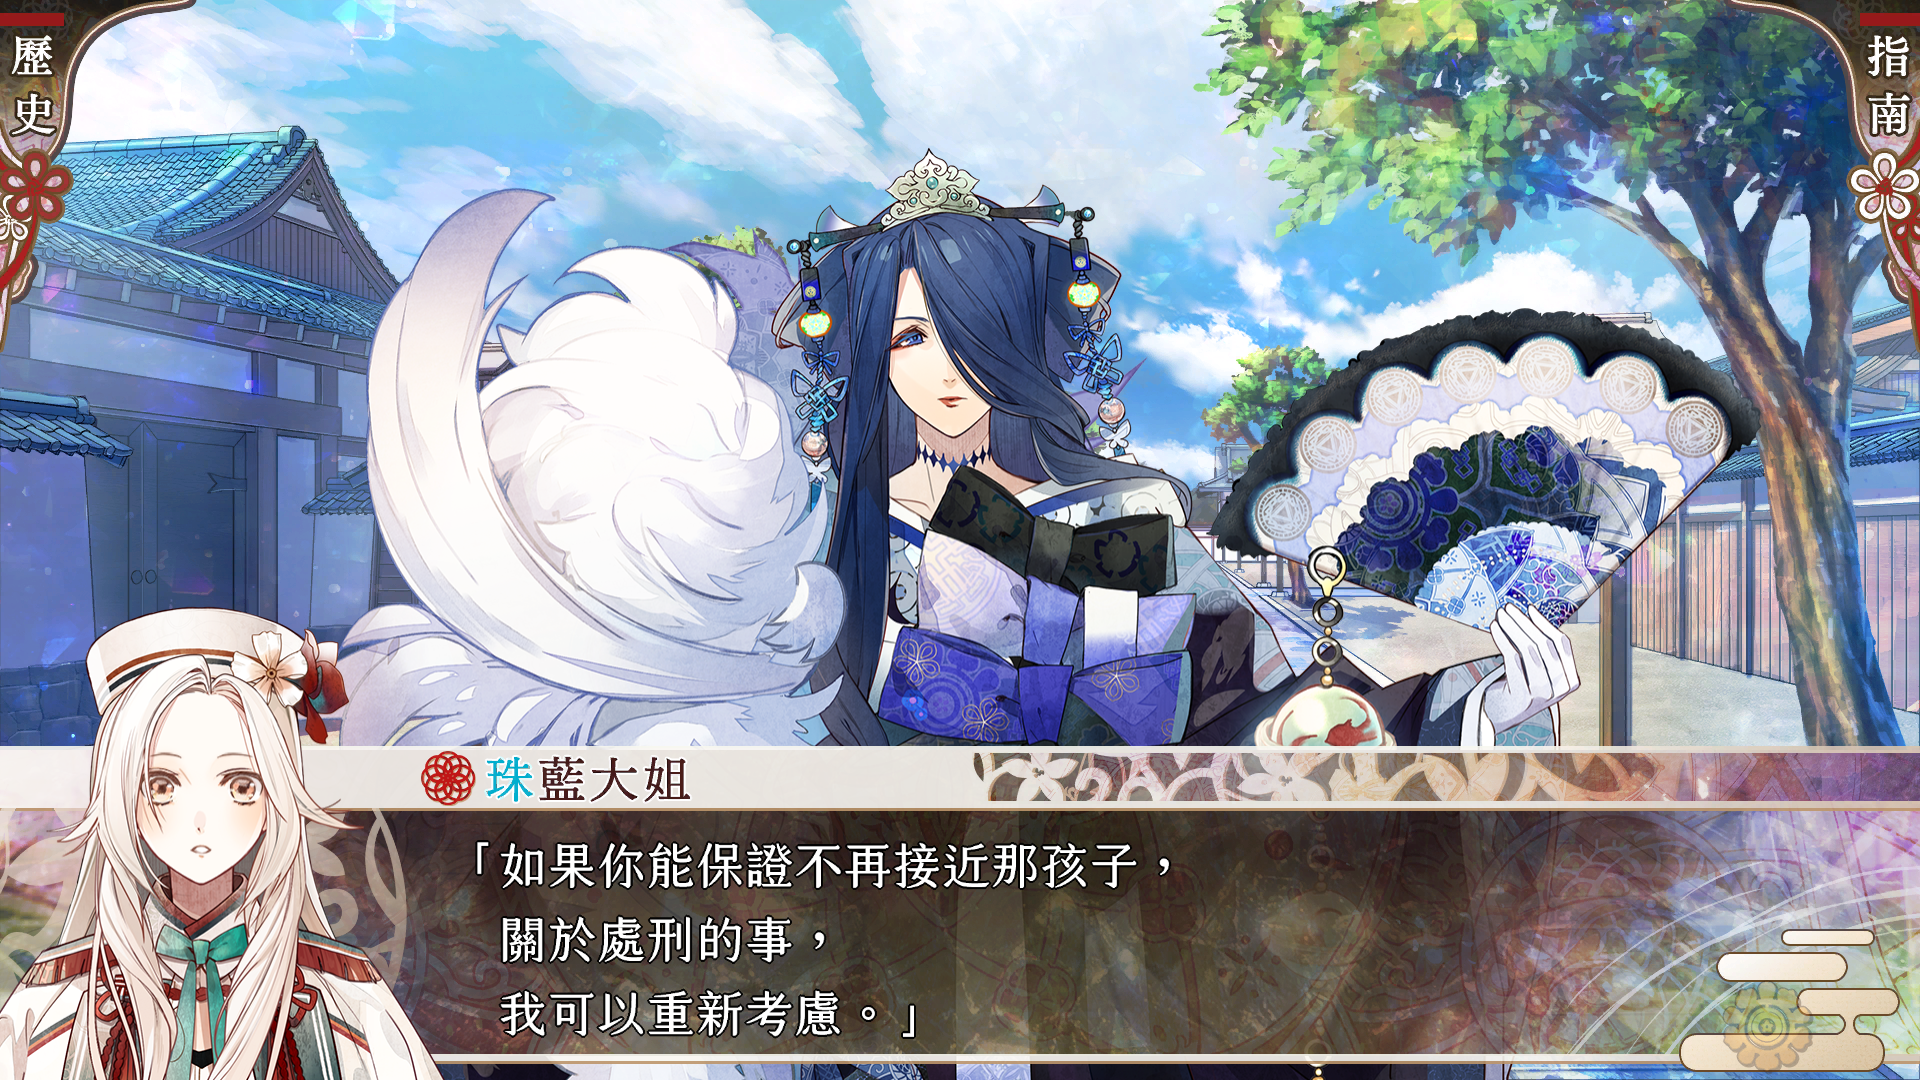 歷史
指南
珠藍大姐
「如果你能保證不再接近那孩子，
關於處刑的事，
我可以重新考慮。」